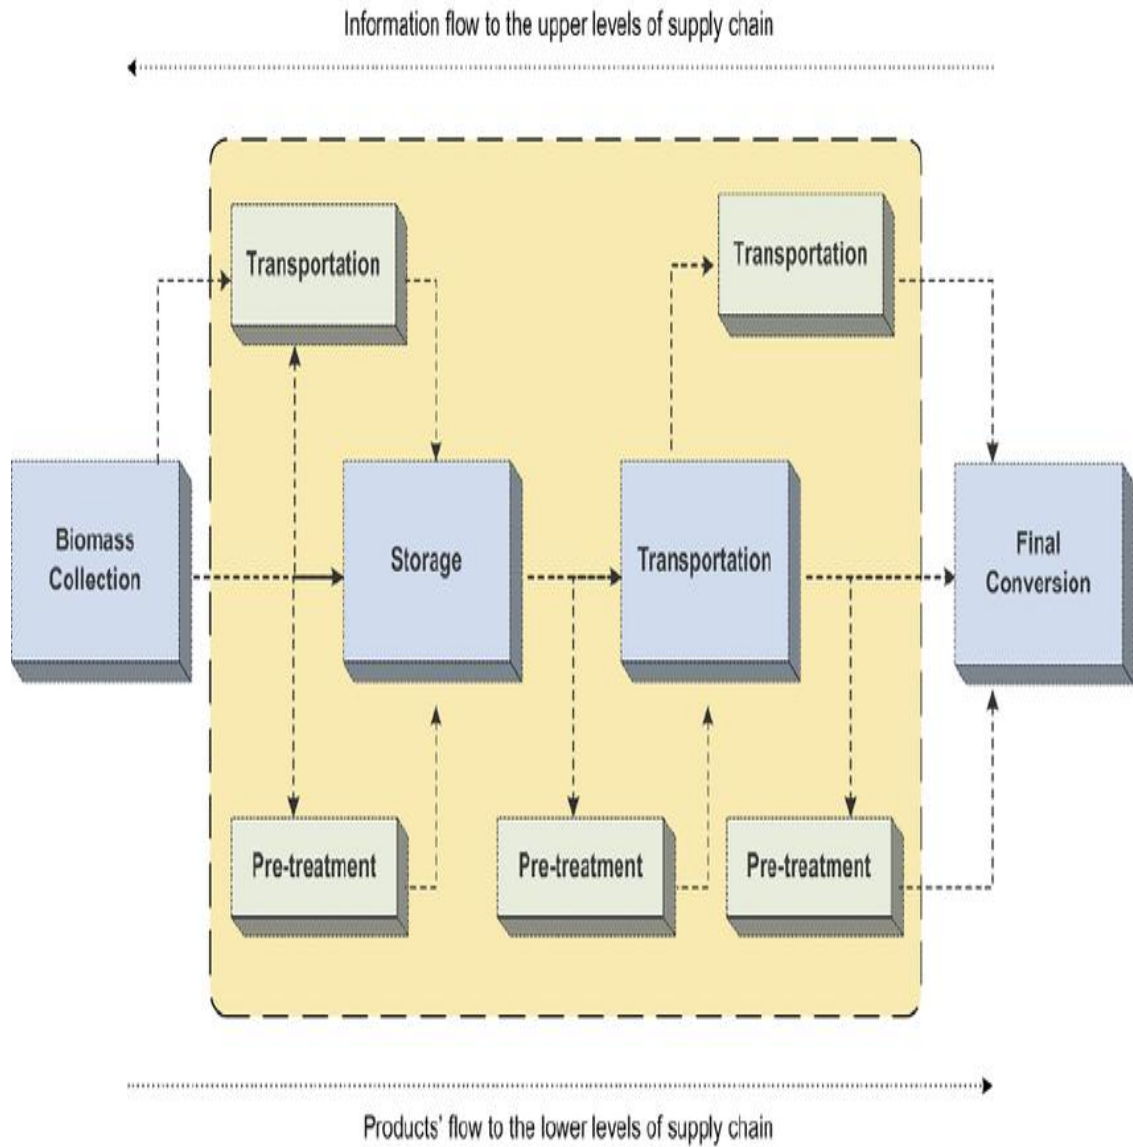 Information flow to the upper levels of supply chain
Transportation
Transportation
Biomass
Collection
Storage
Transportation
Final
Conversion
Pre-treatment
Pre-treatment
Pre-treatment
Products' flow to the lower levels of supply chain